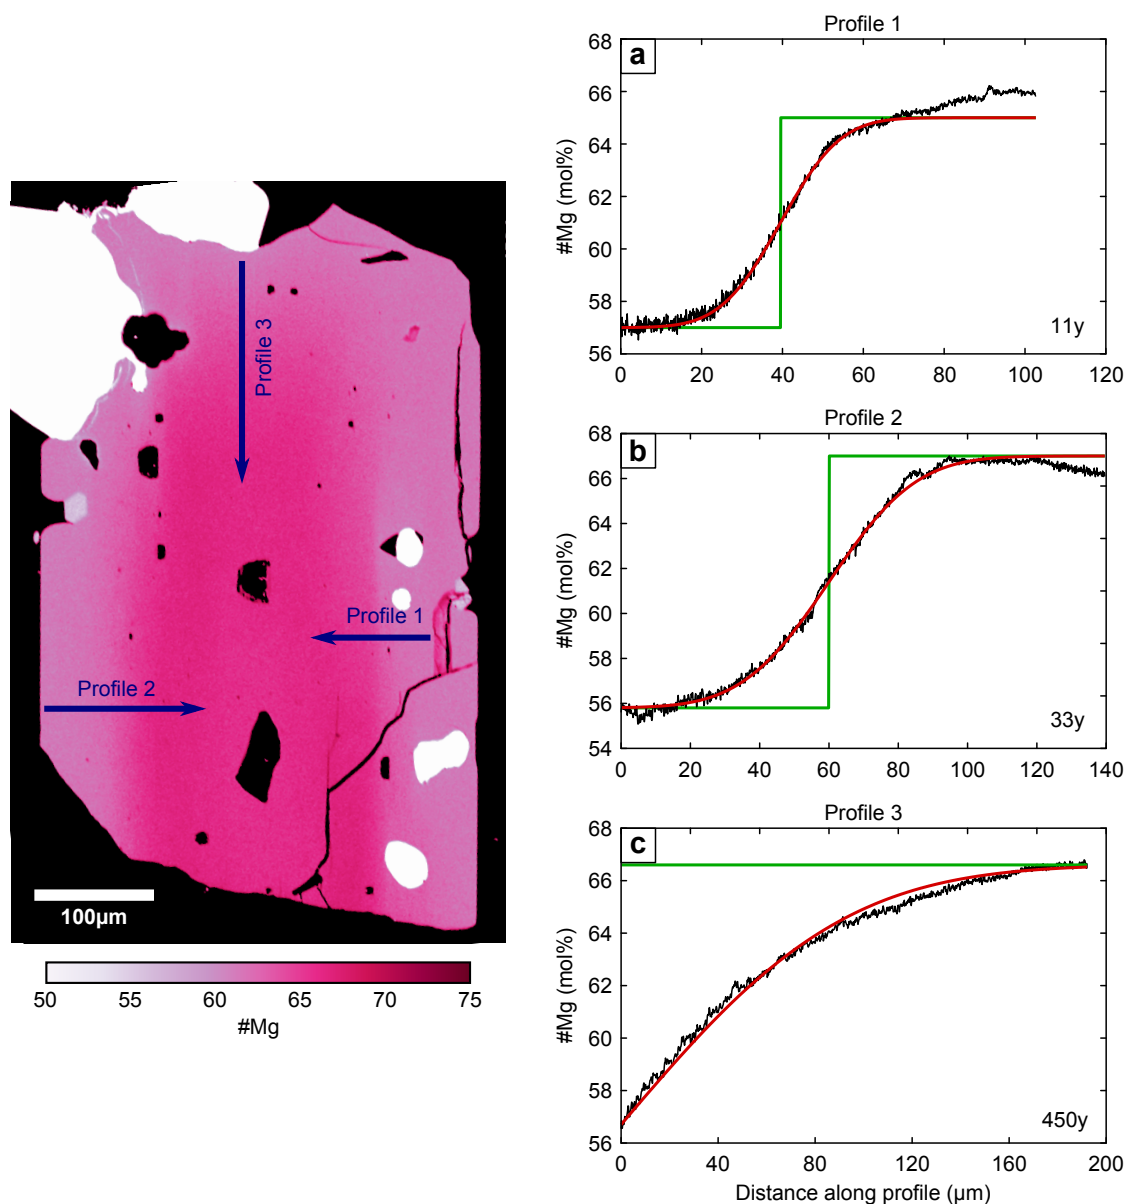 Profile 3
Profile 1
Profile 2
100µm
50 55 60 65 70 75
#Mg
Profile 1
a
68
66
64
62
60
58
56
#Mg (mol%)
11y
0 20 40 60 80 100 120
Profile 2
b
68
66
64
62
60
58
56
54
#Mg (mol%)
33y
0 20 40 60 80 100 120 140
Profile 3
c
68
66
64
62
60
58
56
#Mg (mol%)
450y
0 40 80 120 160 200
Distance along profile (µm)